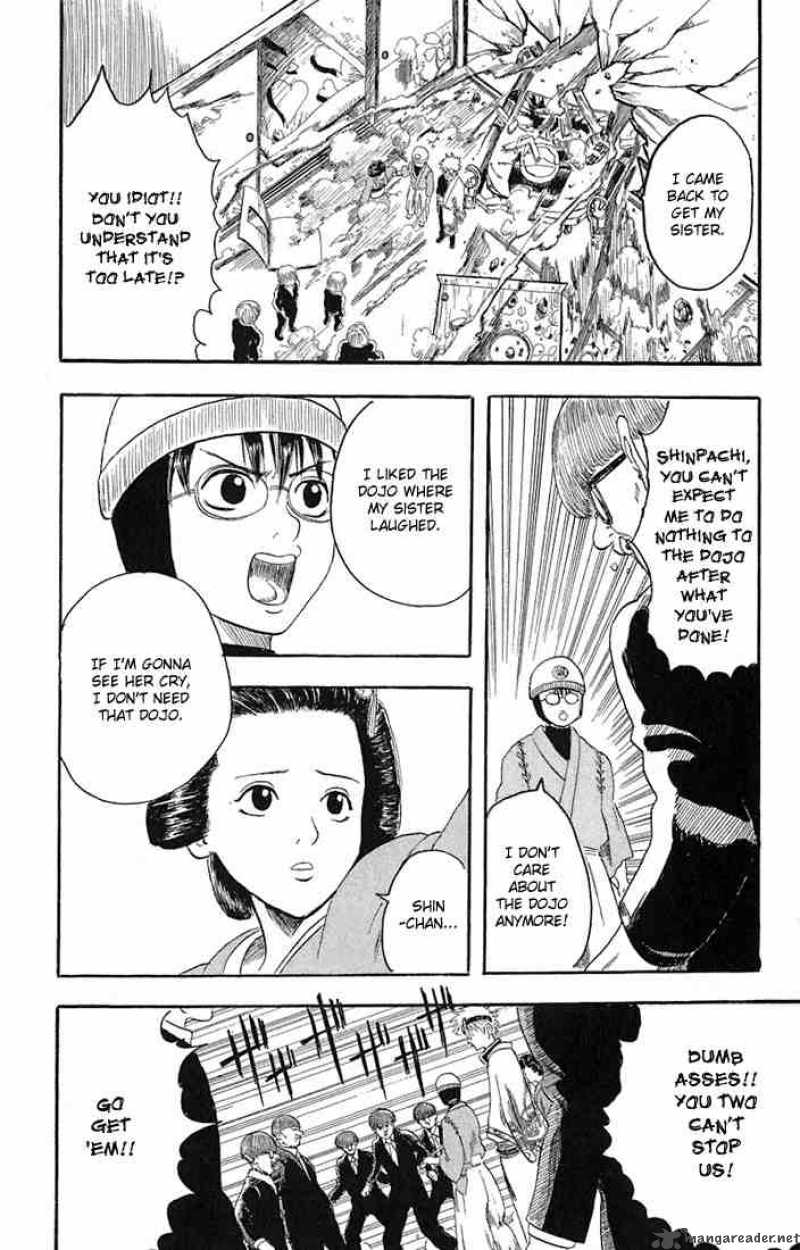 I CAME
BACK TO
GET MY
SISTER.
YOU IDIOT!!
DON'T YOU
UNDERSTAND
THAT IT'S
TOO LATE!?
SHINPACHI,
YOU CAN'T
EXPECT
ME TO DO
NOTHING TO
THE DOJO
AFTER
WHAT
YOU'VE
DONE!
I DON'T
CARE
ABOUT
THE DOJO
ANYMORE!
I LIKED THE
DOJO WHERE
MY SISTER
LAUGHED.
IF I'M GONNA
SEE HER CRY,
I DON'T NEED
THAT DOJO.
SHIN
-CHAN...
DUMB
ASSES!!
YOU TWO
CAN'T
STOP
US!
GO
GET
'EM!!
mangareader.net